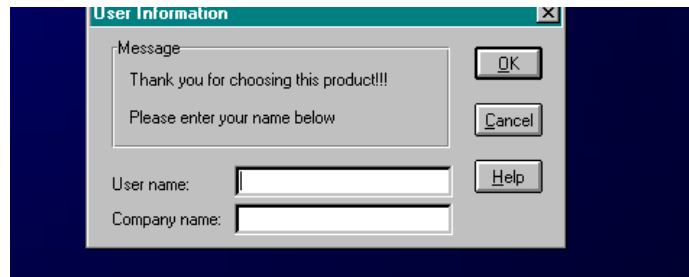 User Information
Message
Thank you for choosing this product!!!
Please enter your name below
OK
Cancel
Help
User name:
Company name: